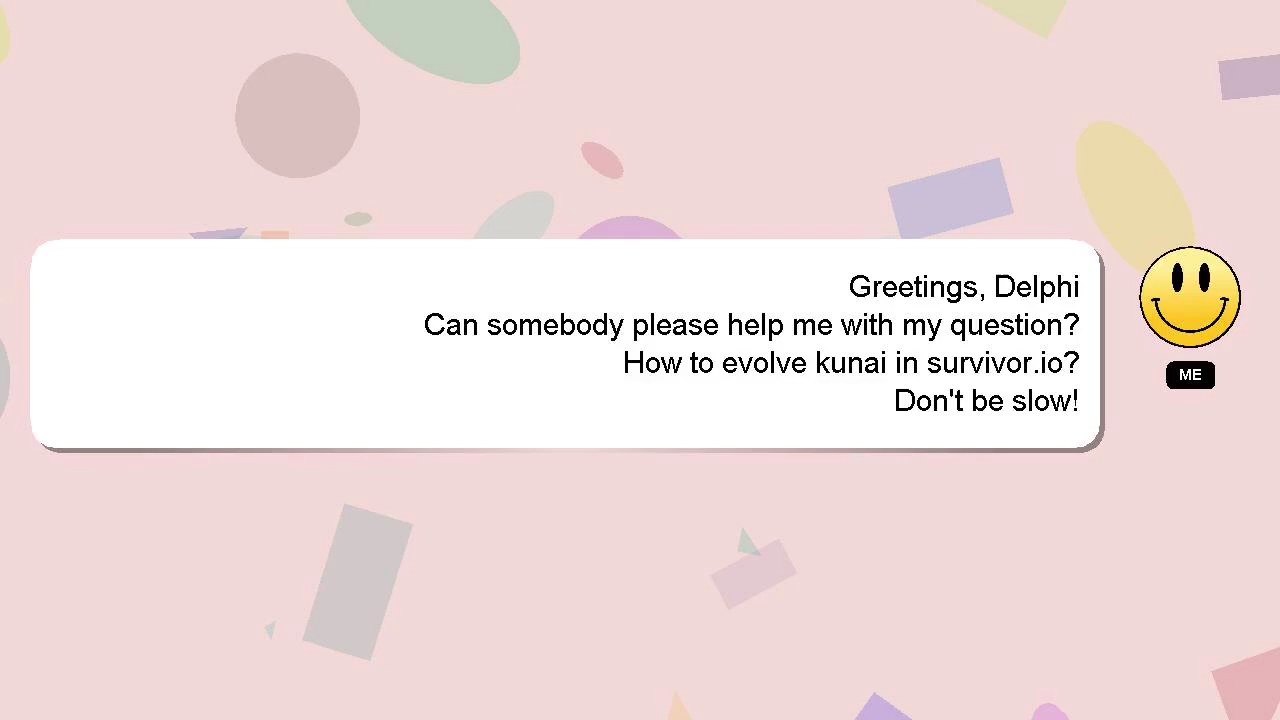 Greetings, Delphi
Can somebody please help me with my question?
How to evolve kunai in survivor.io?
Don't be slow!
ME